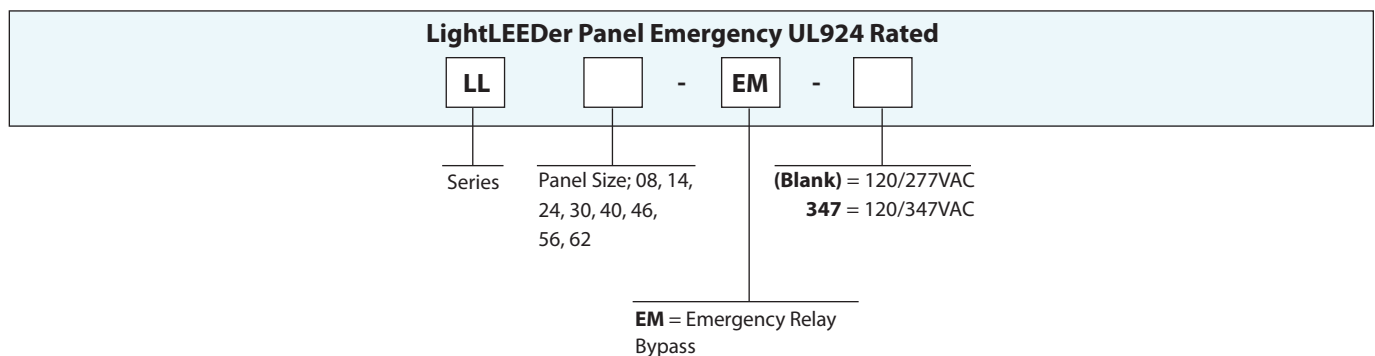 LightLEEDer Panel Emergency UL924 Rated
LL - EM -
Series
Panel Size; 08, 14,
24, 30, 40, 46,
56, 62
(Blank) = 120/277VAC
347 = 120/347VAC
EM = Emergency Relay
Bypass